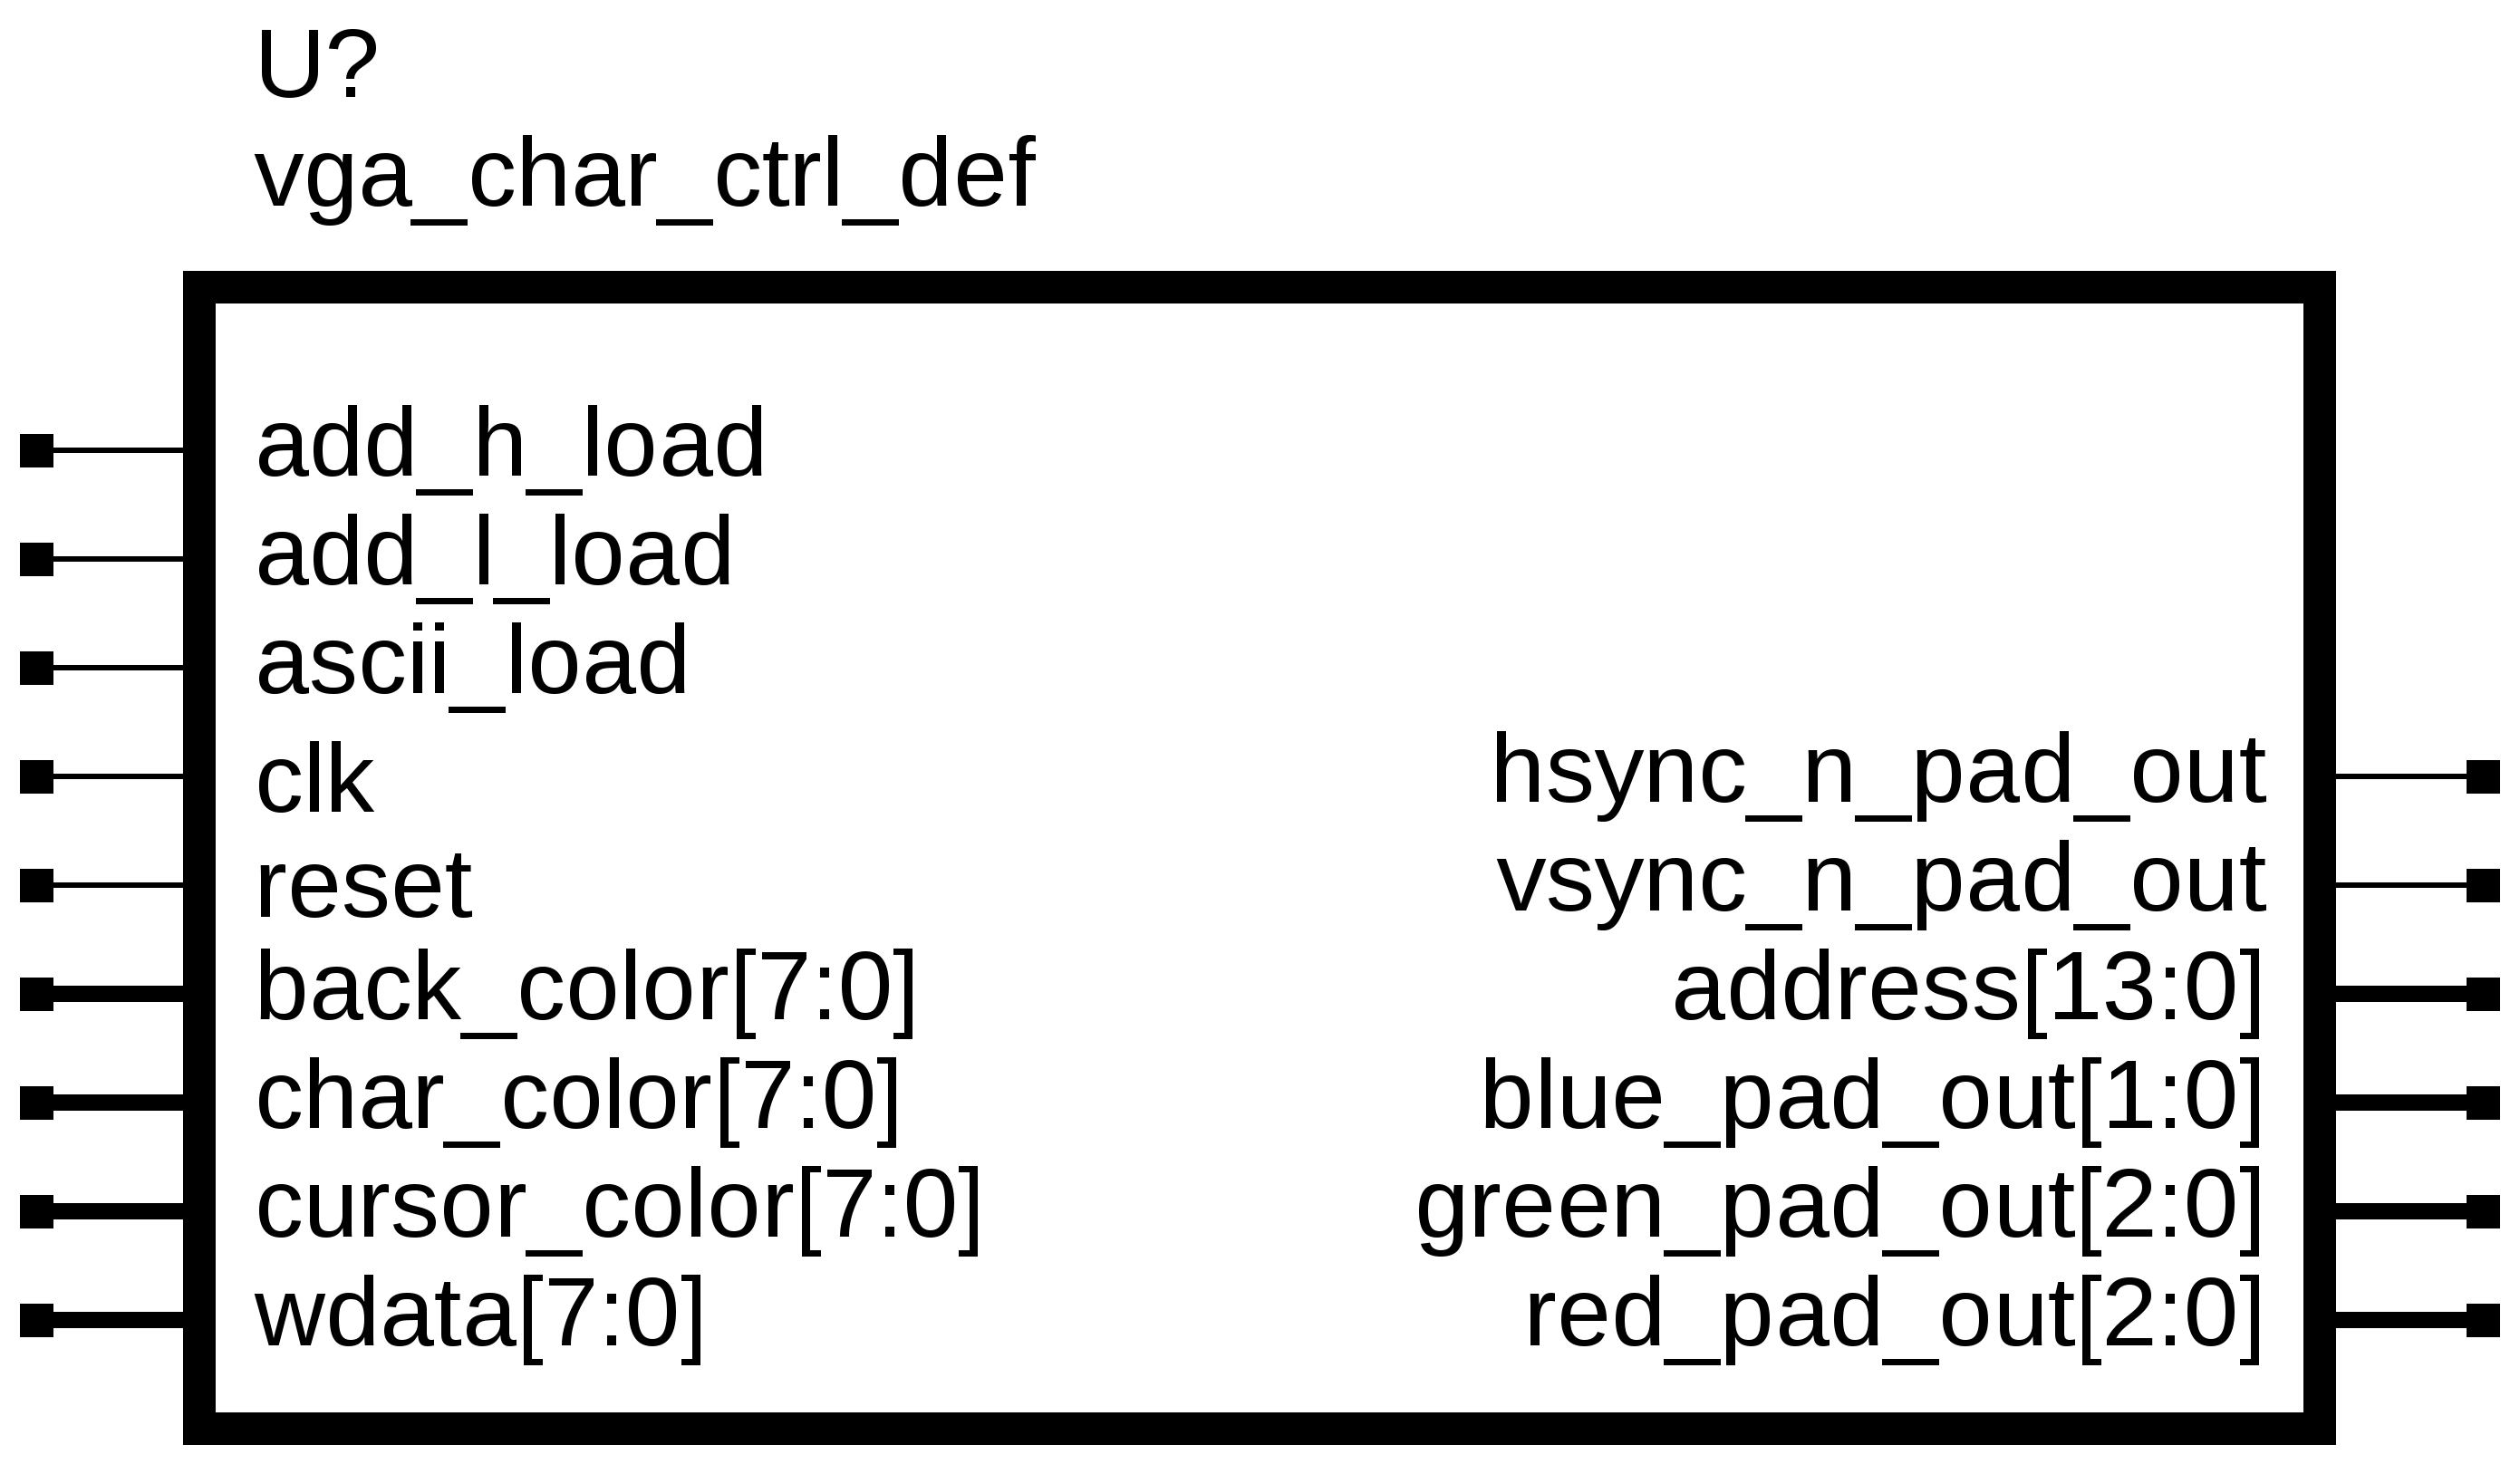 U?
vga_char_ctrl_def
add_h_load
add_l_load
ascii_load
clk
reset
back_color[7:0]
char_color[7:0]
cursor_color[7:0]
wdata[7:0]
hsync_n_pad_out
vsync_n_pad_out
address[13:0]
blue_pad_out[1:0]
green_pad_out[2:0]
red_pad_out[2:0]